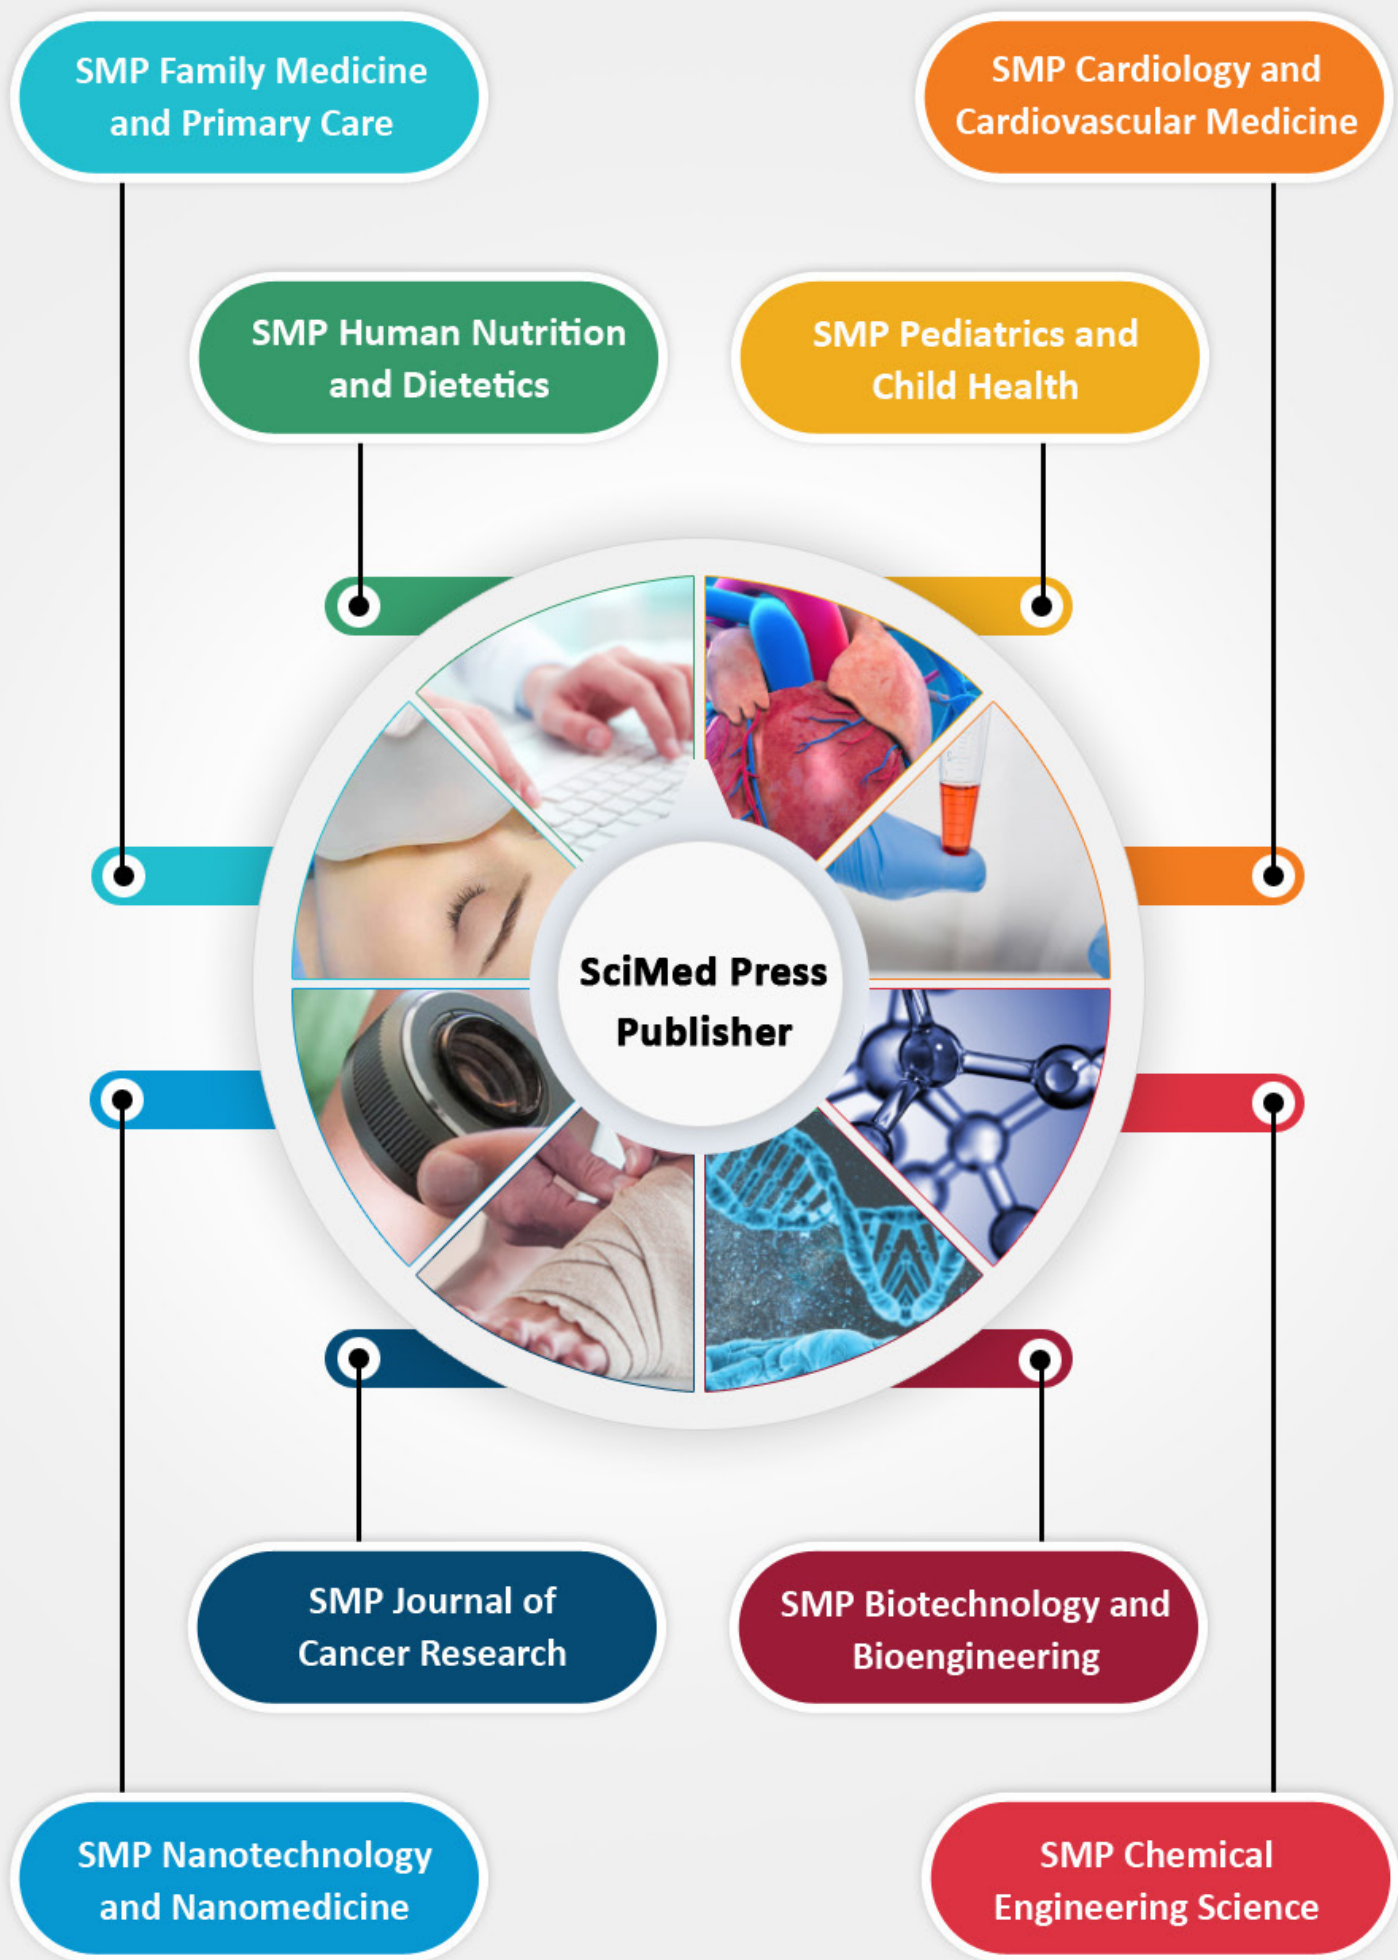 SMP Family Medicine
and Primary Care
SMP Cardiology and
Cardiovascular Medicine
SMP Human Nutrition
and Dietetics
SMP Pediatrics and
Child Health
SciMed Press
Publisher
SMP Journal of
Cancer Research
SMP Biotechnology and
Bioengineering
SMP Nanotechnology
and Nanomedicine
SMP Chemical
Engineering Science